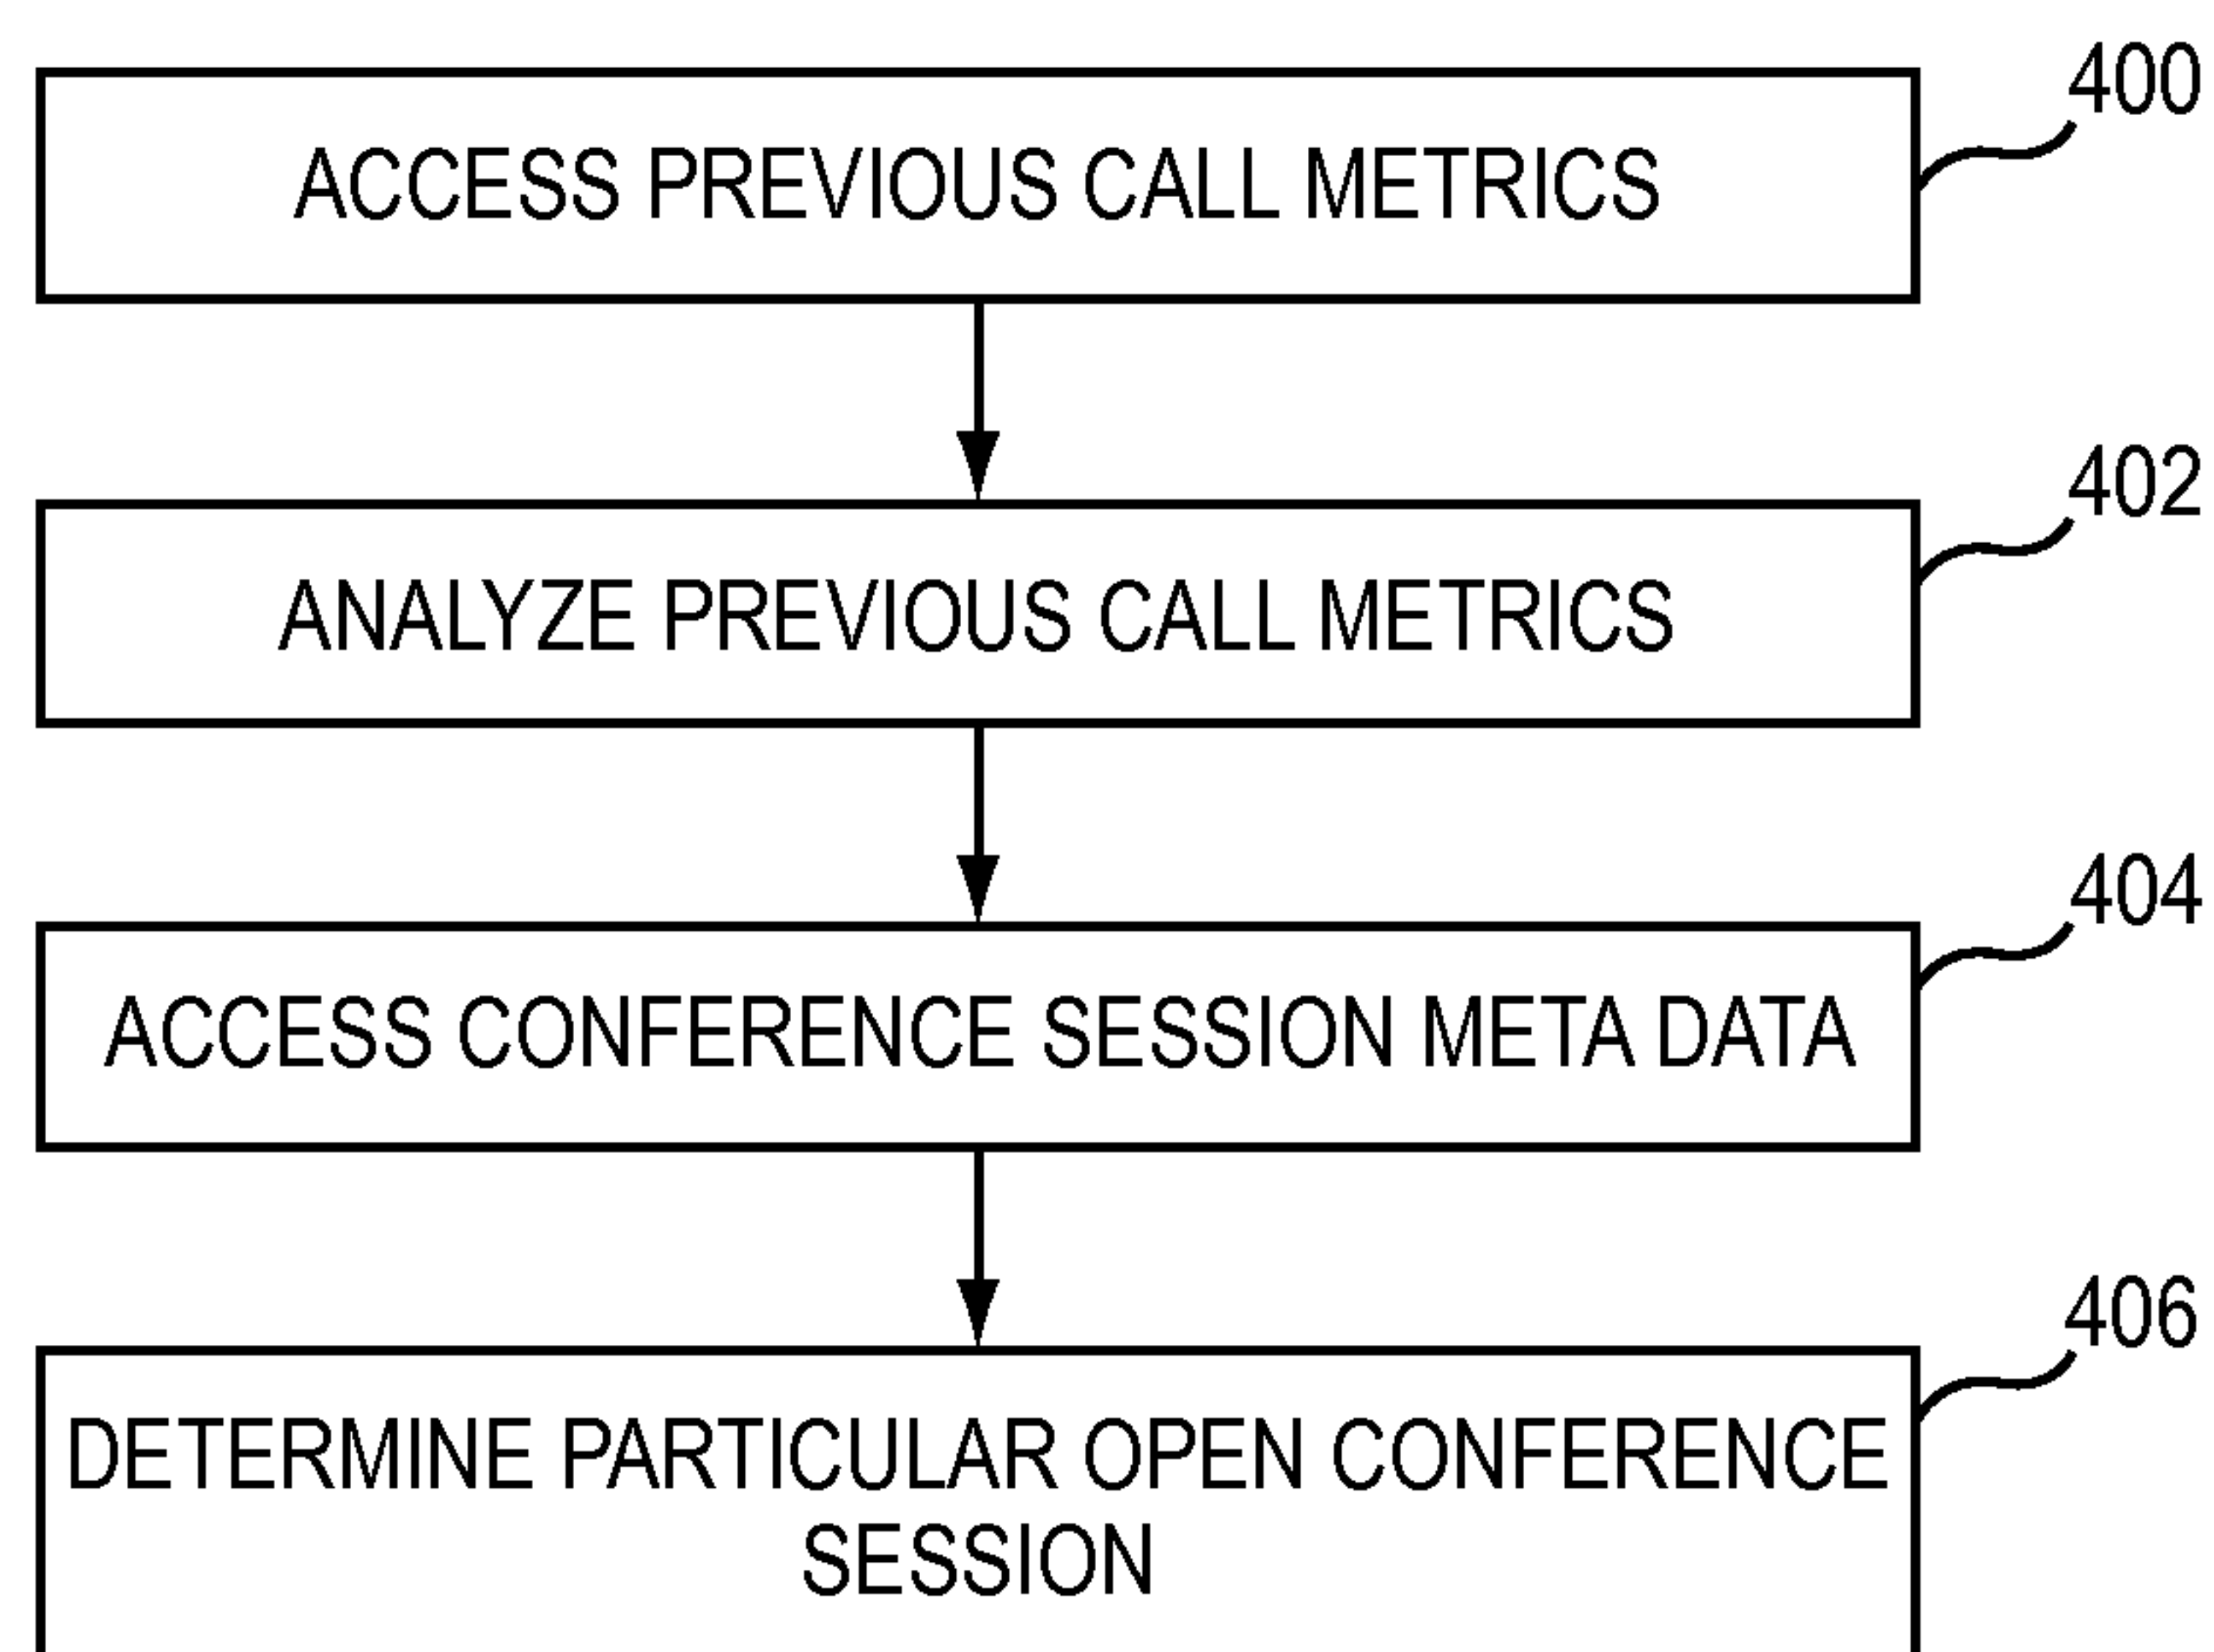 400
ACCESS PREVIOUS CALL METRICS
402
ANALYZE PREVIOUS CALL METRICS
404
ACCESS CONFERENCE SESSION META DATA
406
DETERMINE PARTICULAR OPEN CONFERENCE
SESSION